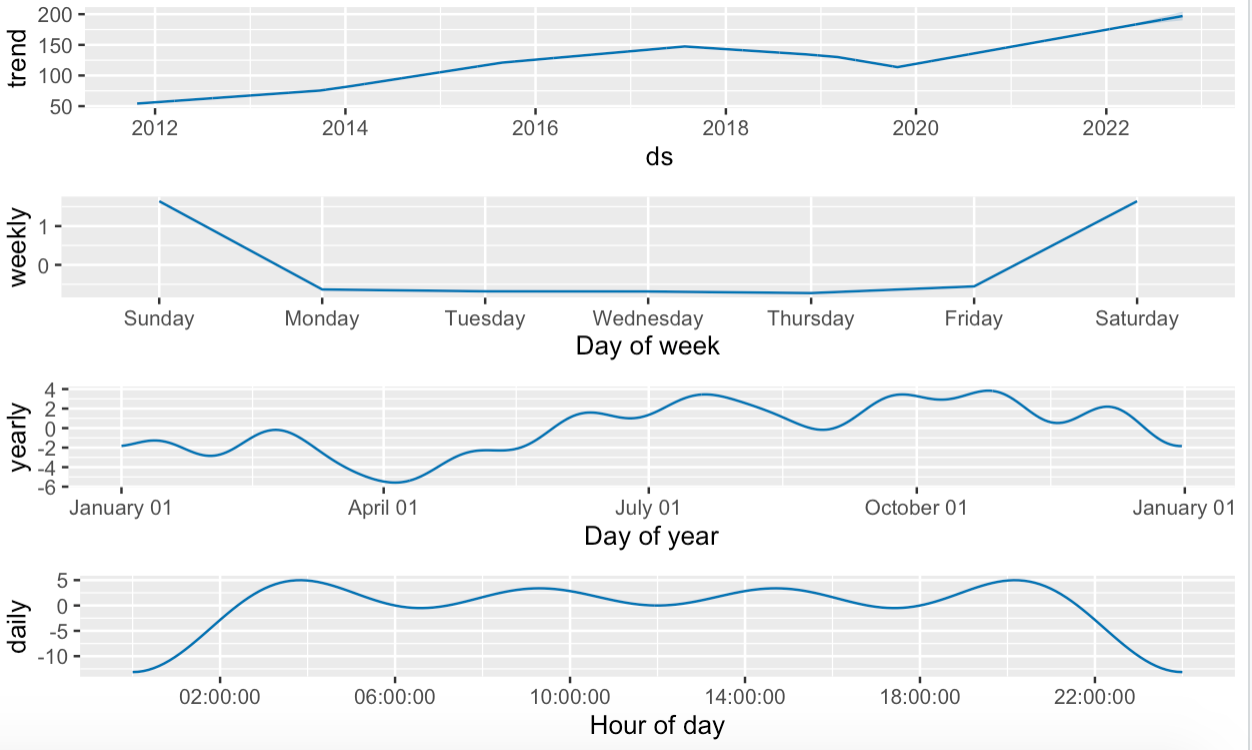 trend
200
150
100
50
2012 2014 2016 2018 2020 2022
ds
weekly
1
0
Sunday Monday Tuesday Wednesday Thursday Friday Saturday
Day of week
yearly
4
2
0
-2
-4
-6
January 01 April 01 July 01 October 01 January 01
Day of year
daily
5
0
-5
-10
02:00:00 06:00:00 10:00:00 14:00:00 18:00:00 22:00:00
Hour of day